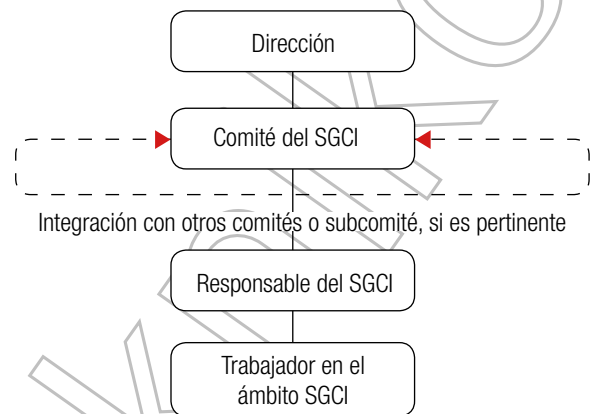 Dirección
Comité del SGCI
Integración con otros comités o subcomité, si es pertinente
Responsable del SGCI
Trabajador en el
ámbito SGCI